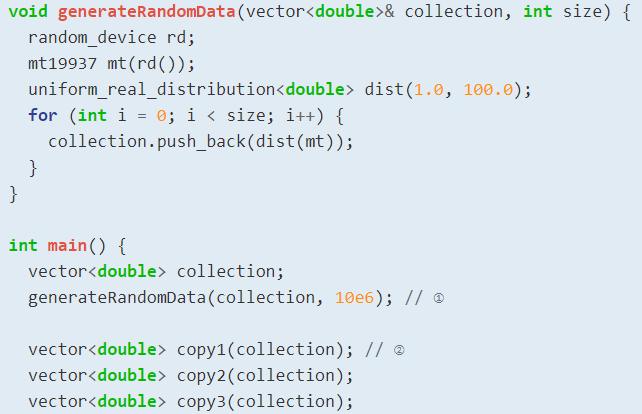 void generateRandomData(vector<double>& collection, int size) {
  random_device rd;
  mt19937 mt(rd());
  uniform_real_distribution<double> dist(1.0, 100.0);
  for (int i = 0; i < size; i++) {
    collection.push_back(dist(mt));
  }
}

int main() {
  vector<double> collection;
  generateRandomData(collection, 10e6); // ①

  vector<double> copy1(collection); // ②
  vector<double> copy2(collection);
  vector<double> copy3(collection);